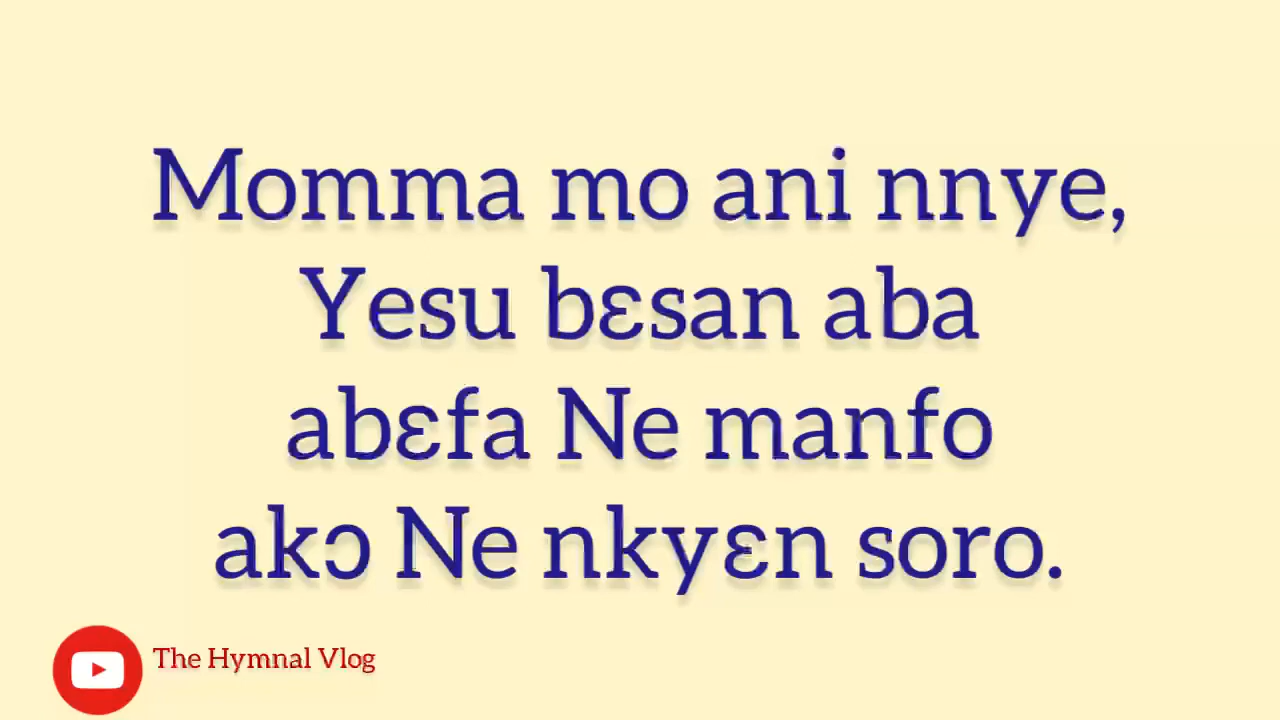 Momma mo ani nnye,
Yesu bɛsan aba
abɛfa Ne manfo
akɔ Ne nkyɛn soro.
The Hymnal Vlog